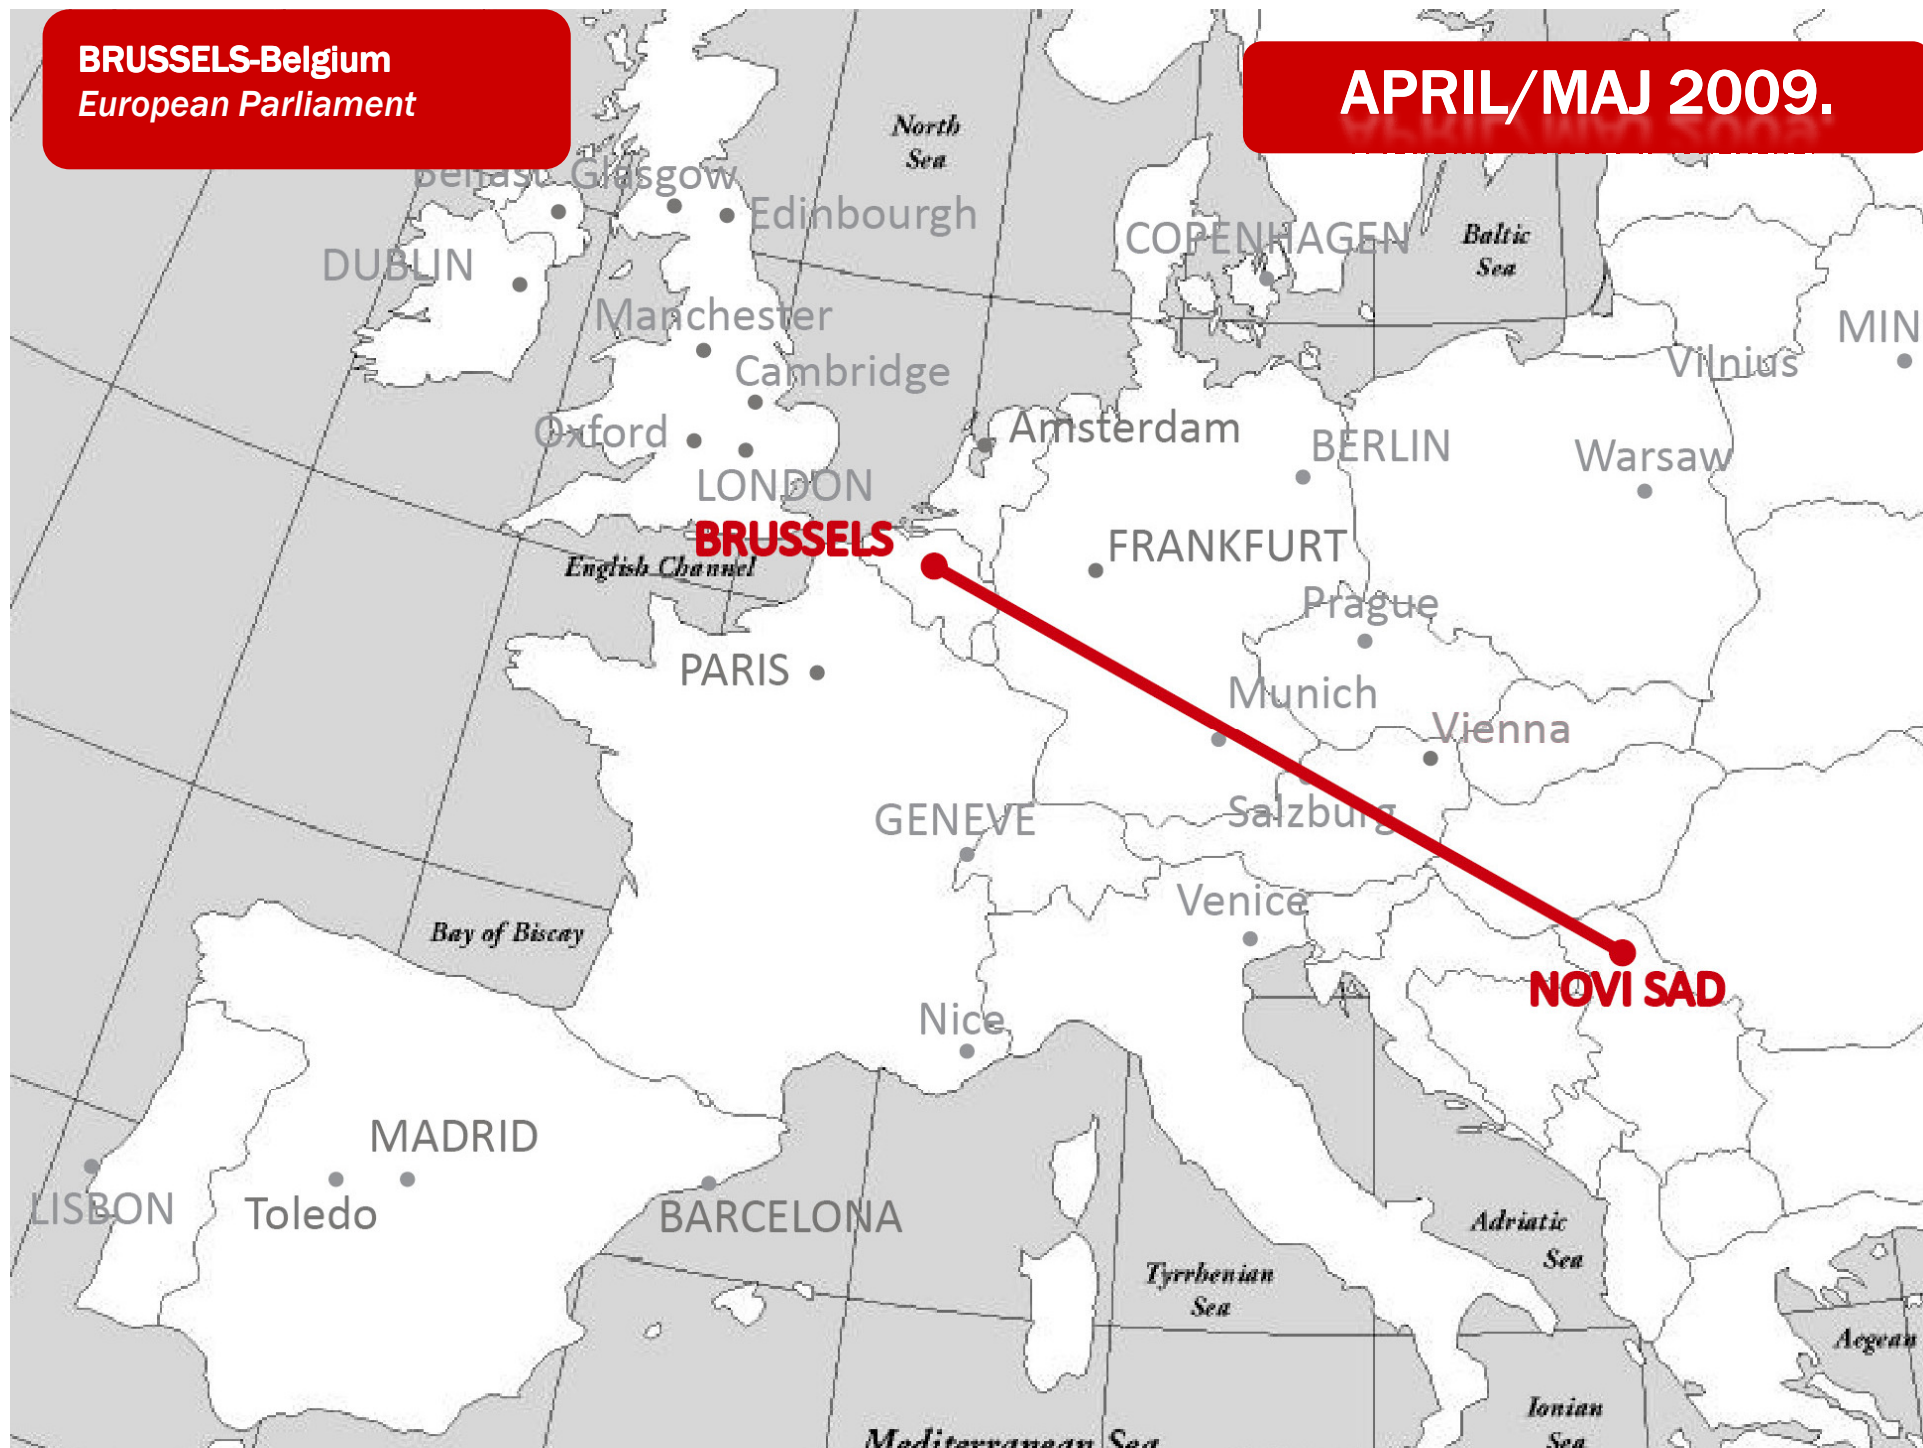 BRUSSELS-Belgium
European Parliament
APRIL/MAJ 2009.
North
Sea
Belfast
Glasgow
Edinbourgh
DUBLIN
COPENHAGEN
Baltic
Sea
Manchester
MIN
Vilnius
Cambridge
Oxford
Amsterdam
BERLIN
Warsaw
LONDON
BRUSSELS
English Channel
FRANKFURT
Prague
PARIS
Munich
Vienna
GENEVE
Salzburg
Venice
Bay of Biscay
NOVI SAD
Nice
MADRID
LISBON
Toledo
BARCELONA
Adriatic
Sea
Tyrrhenian
Sea
Aegean
Ionian
Sea
Mediterranean Sea